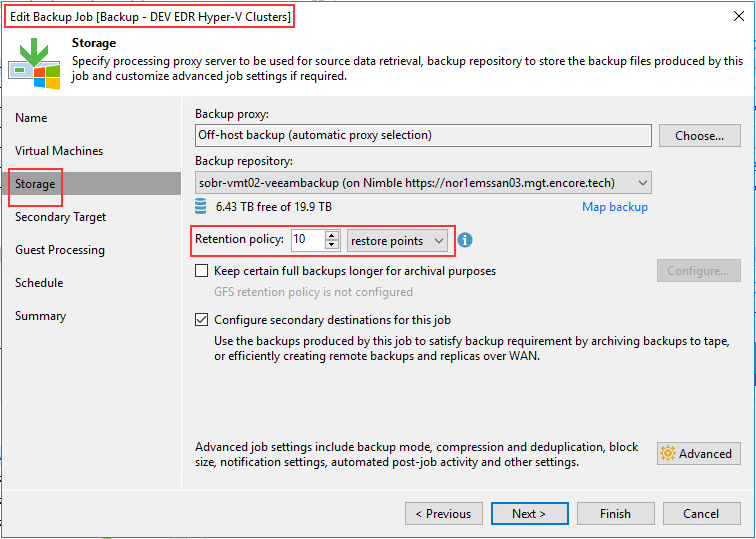 Edit Backup Job [Backup - DEV EDR Hyper-V Clusters]
Storage
Specify processing proxy server to be used for source data retrieval, backup repository to store the backup files produced by this
job and customize advanced job settings if required.
Name
Virtual Machines
Storage
Secondary Target
Guest Processing
Schedule
Summary
Backup proxy:
Off-host backup (automatic proxy selection)
Choose...
Backup repository:
sobr-vmt02-veeambackup (on Nimble https://nor1emssan03.mgt.encore.tech)
6.43 TB free of 19.9 TB
Map backup
Retention policy: 10 restore points
Keep certain full backups longer for archival purposes
Configure...
GFS retention policy is not configured
Configure secondary destinations for this job
Use the backups produced by this job to satisfy backup requirement by archiving backups to tape,
or efficiently creating remote backups and replicas over WAN.
Advanced job settings include backup mode, compression and deduplication, block
size, notification settings, automated post-job activity and other settings.
Advanced
< Previous
Next >
Finish
Cancel